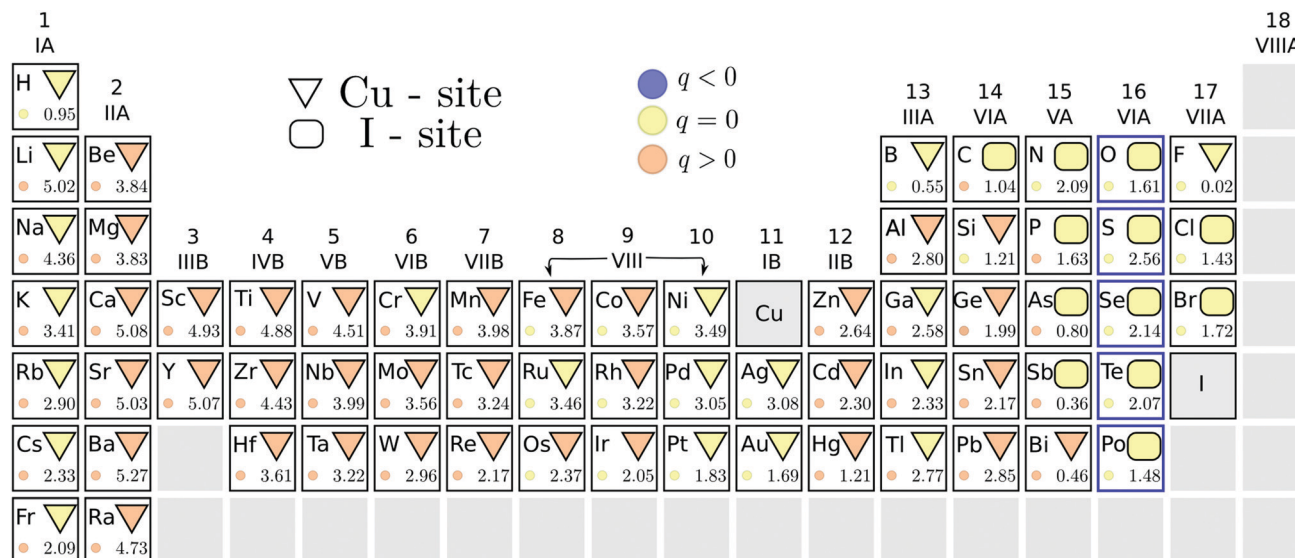 1 18
IA VIIIA
H 2 13 14 15 16 17
0.95 IIA Cu - site I - site q < 0 q = 0 q > 0 IIIA VIA VA VIA VIIA
Li Be B C N O F
5.02 3.84 0.55 1.04 2.09 1.61 0.02
Na Mg 3 4 5 6 7 8 9 10 11 12 Al Si P S Cl
4.36 3.83 IIIB IVB VB VIB VIIB VIII IB IIB 2.80 1.21 1.63 2.56 1.43
K Ca Sc Ti V Cr Mn Fe Co Ni Cu Zn Ga Ge As Se Br
3.41 5.08 4.93 4.88 4.51 3.91 3.98 3.87 3.57 3.49 2.64 2.58 1.99 0.80 2.14 1.72
Rb Sr Y Zr Nb Mo Tc Ru Rh Pd Ag Cd In Sn Sb Te I
2.90 5.03 5.07 4.43 3.99 3.56 3.24 3.46 3.22 3.05 3.08 2.30 2.33 2.17 0.36 2.07
Cs Ba Hf Ta W Re Os Ir Pt Au Hg Tl Pb Bi Po
2.33 5.27 3.61 3.22 2.96 2.17 2.37 2.05 1.83 1.69 1.21 2.77 2.85 0.46 1.48
Fr Ra
2.09 4.73